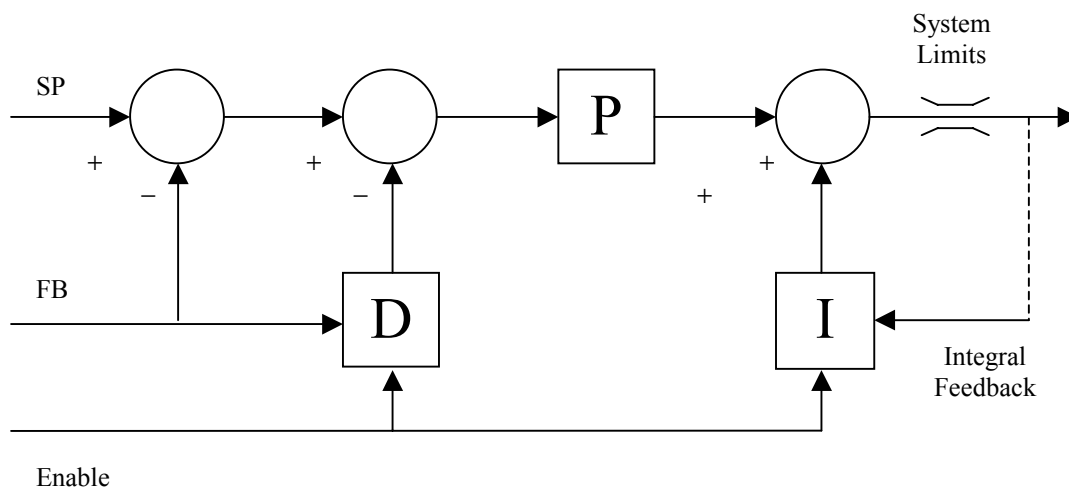 System
Limits
SP
P
+
+
+
−
−
+
FB
D
I
Integral
Feedback
Enable